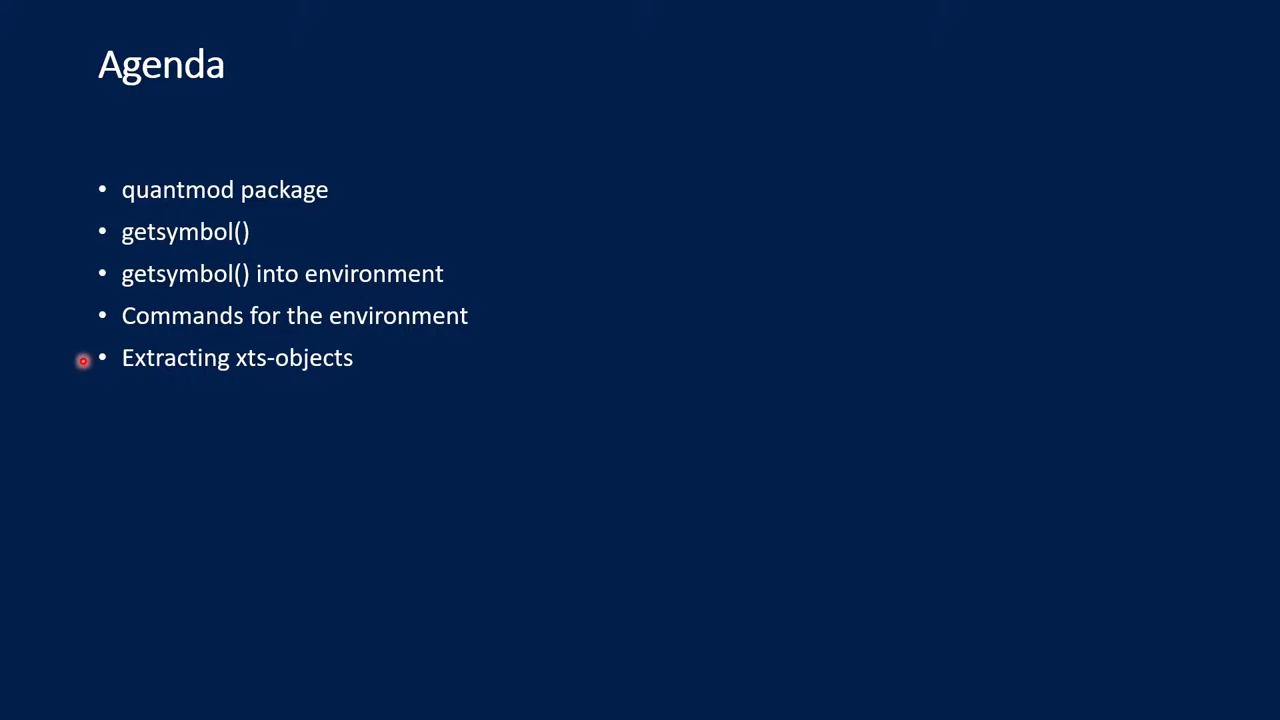 Agenda
• quantmod package
• getsymbol()
• getsymbol() into environment
• Commands for the environment
• Extracting xts-objects